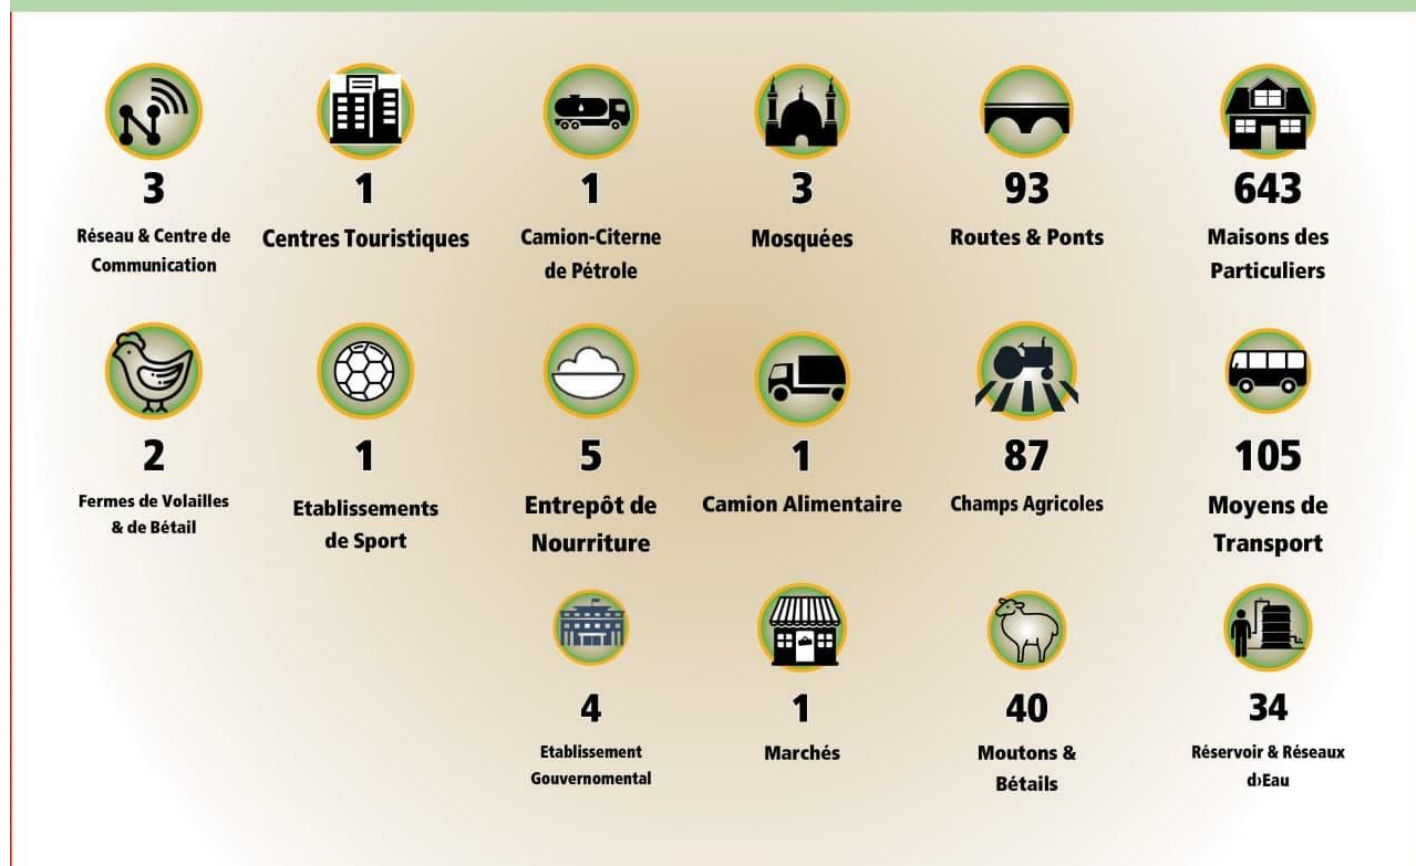 3
Réseau & Centre de
Communication
1
Centres Touristiques
1
Camion-Citerne
de Pétrole
3
Mosquées
93
Routes & Ponts
643
Maisons des
Particuliers
2
Fermes de Volailles
& de Bétail
1
Etablissements
de Sport
5
Entrepôt de
Nourriture
1
Camion Alimentaire
87
Champs Agricoles
105
Moyens de
Transport
4
Etablissement
Gouvernomental
1
Marchés
40
Moutons &
Bétails
34
Réservoir & Réseaux
d›Eau